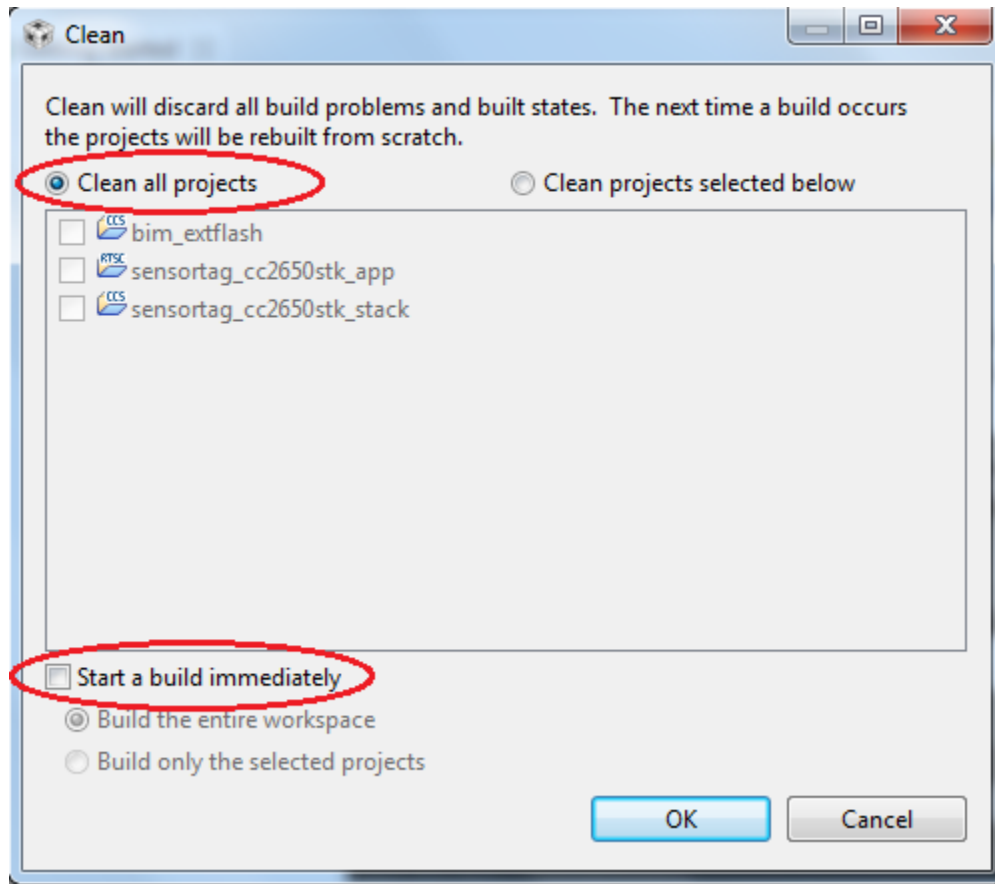 Clean
Clean will discard all build problems and built states. The next time a build occurs
the projects will be rebuilt from scratch.
Clean all projects Clean projects selected below
CCS bim_extflash
RTSC sensortag_cc2650stk_app
CCS sensortag_cc2650stk_stack
Start a build immediately
Build the entire workspace
Build only the selected projects
OK Cancel